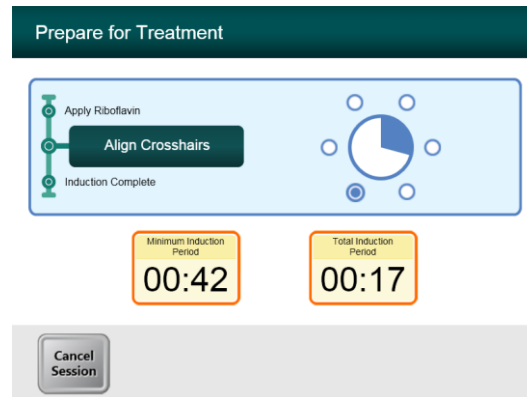 Prepare for Treatment
Apply Riboflavin
Align Crosshairs
Induction Complete
Minimum Induction
Period
00:42
Total Induction
Period
00:17
Cancel
Session